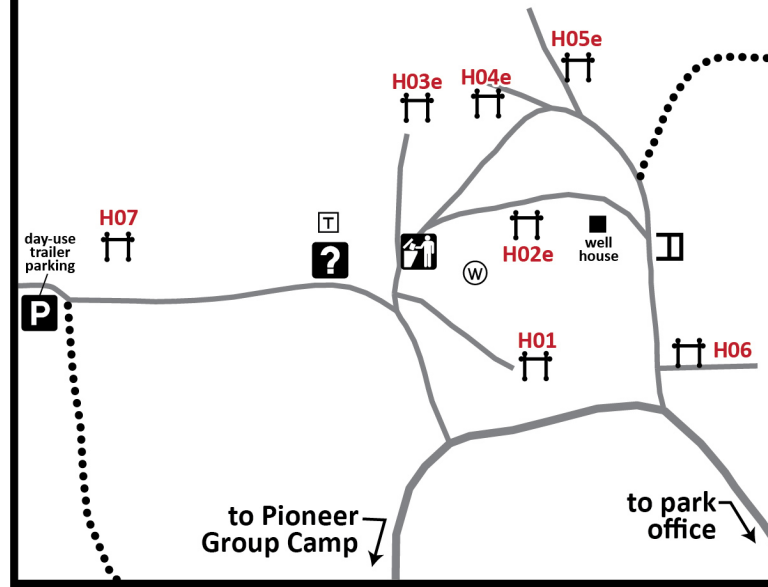 H05e
H04e
H03e
H07
T
day-use
trailer
parking
?
H02e
well
house
W
P
H01
H06
to park
office
to Pioneer
Group Camp